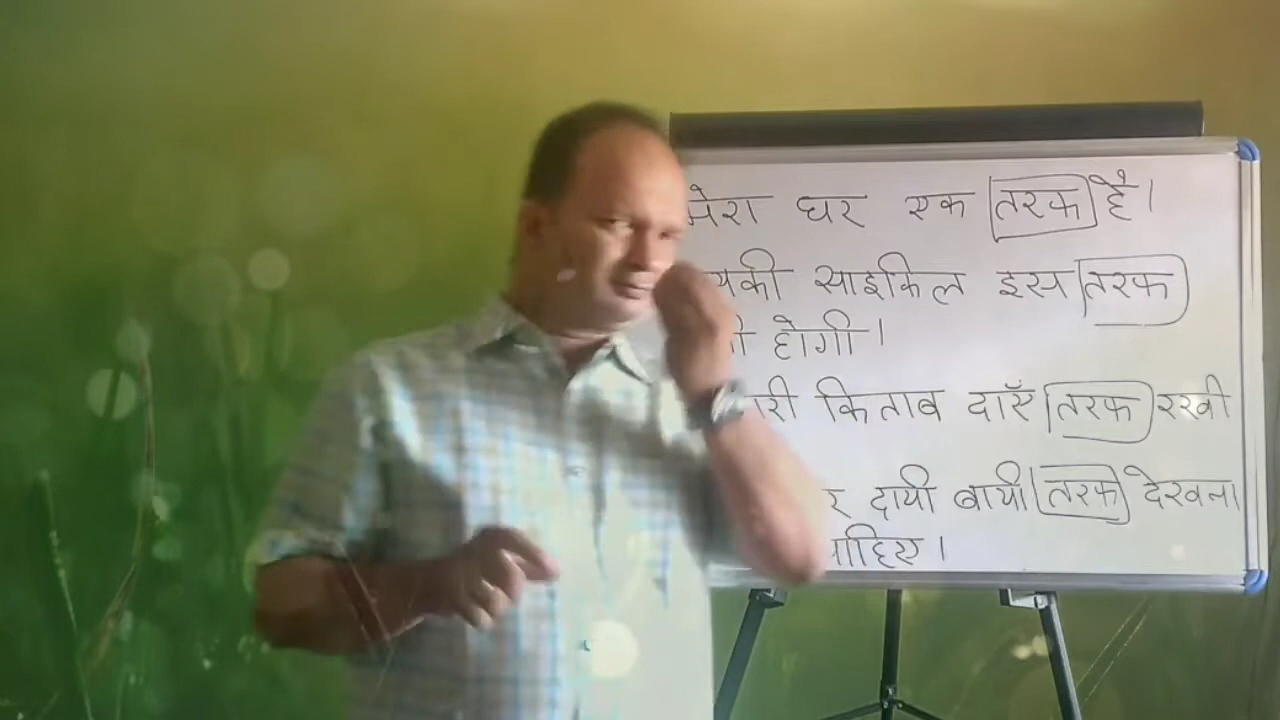 मेरा घर एक तरफ है।
साइकिल इस तरफ
होगी।
किताब दाएँ तरफ रखी
दायी बायी तरफ देखना